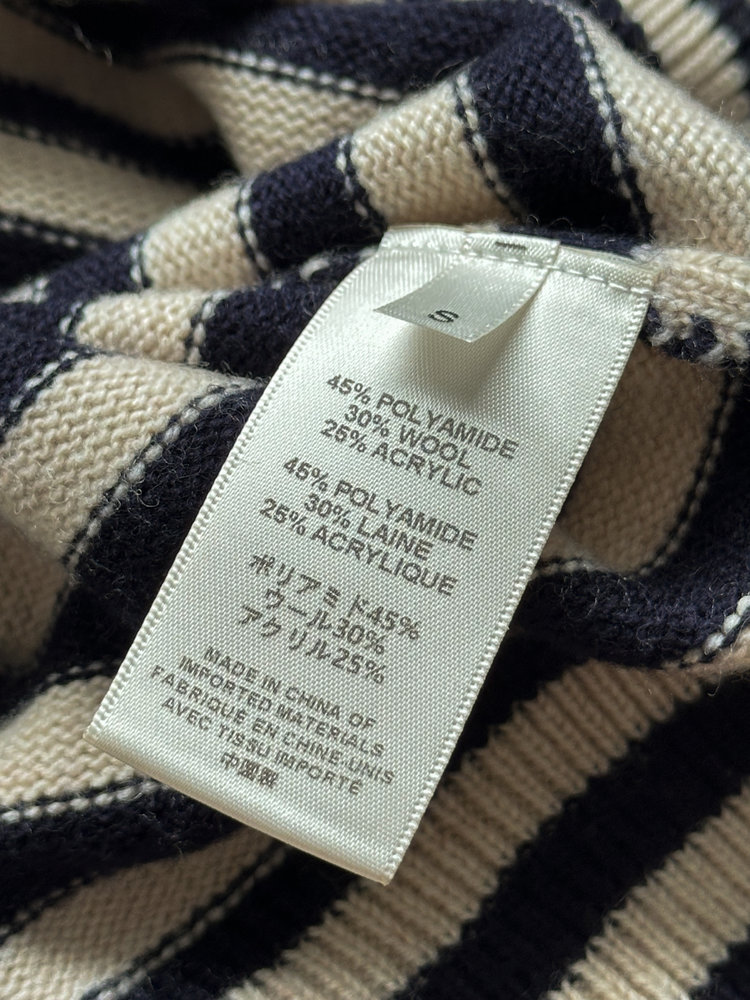 S
45% POLYAMIDE
30% WOOL
25% ACRYLIC
45% POLYAMIDE
30% LAINE
25% ACRYLIQUE
ポリアミド45%
ウール30%
アクリル25%
MADE IN CHINA OF
IMPORTED MATERIALS
FABRIQUE EN CHINE-UNIS
AVEC TISSU IMPORTÉ
中国製